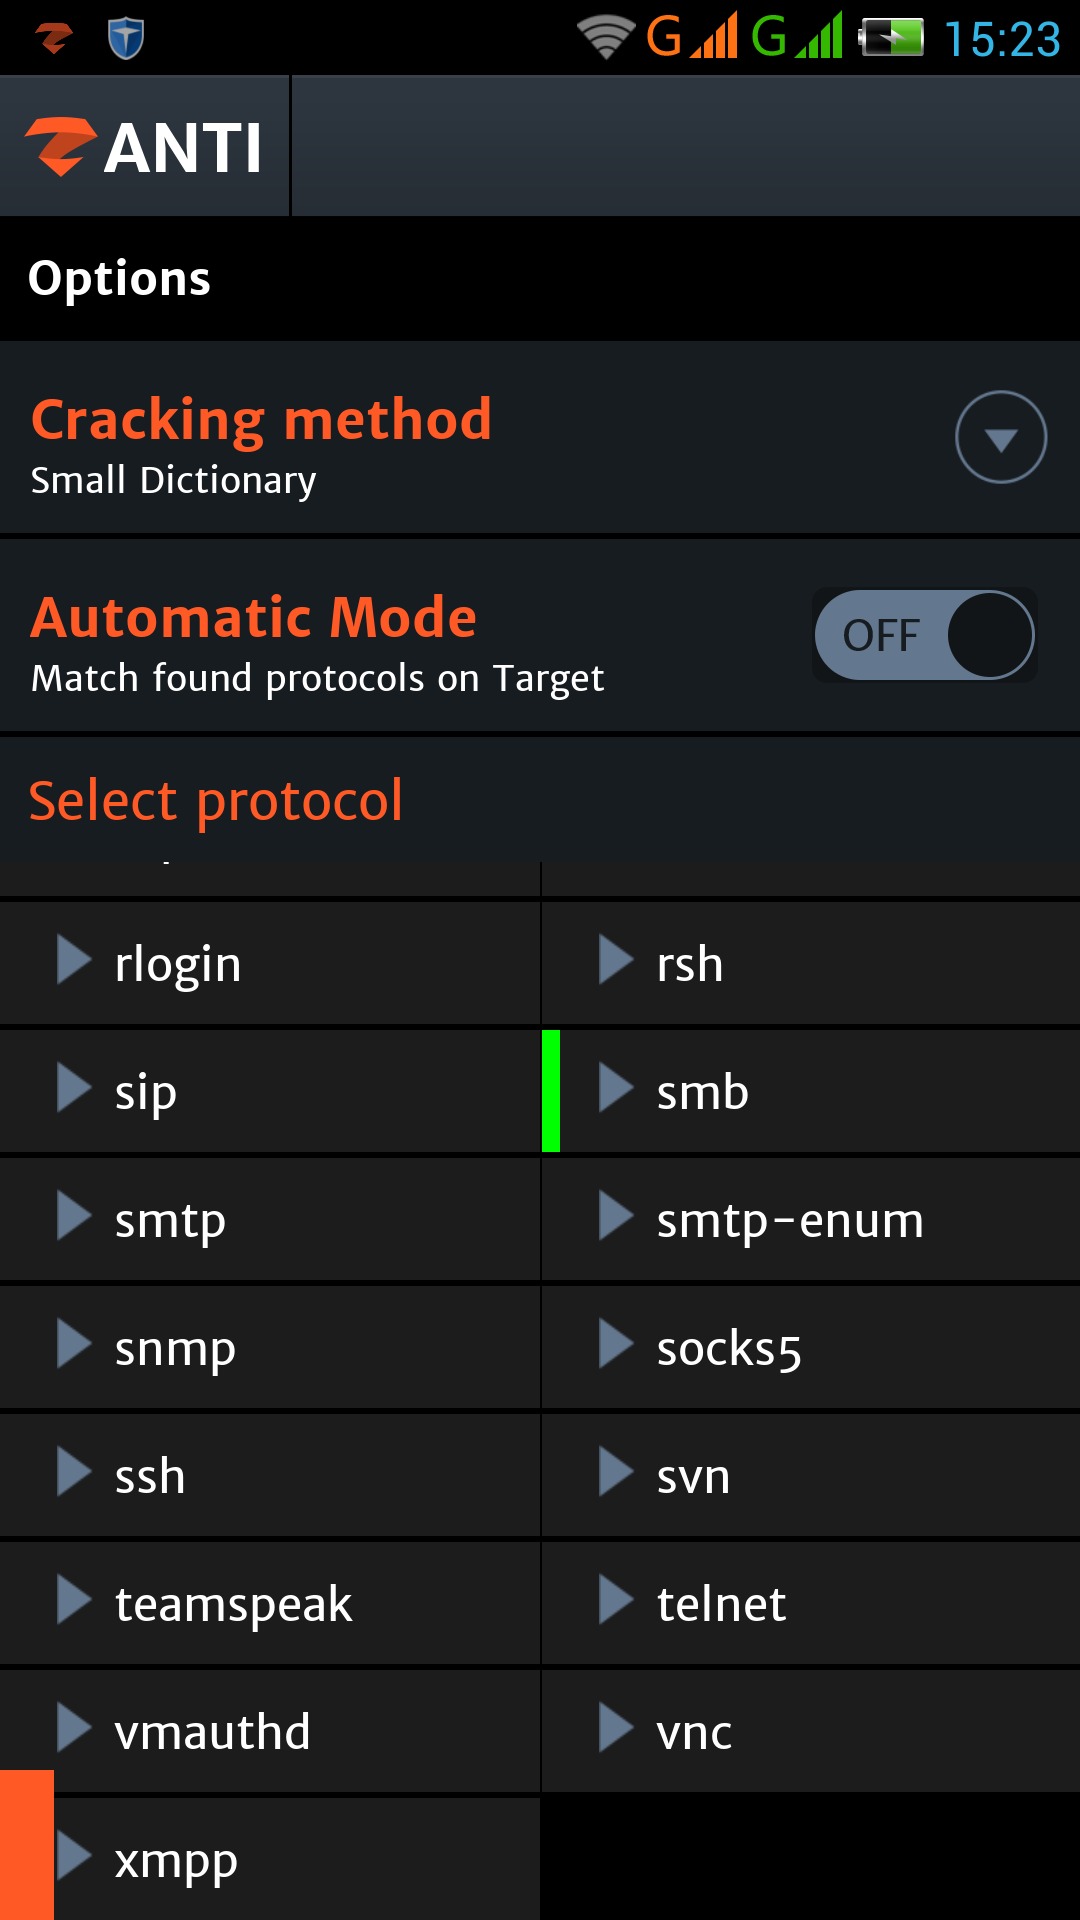 G G 15:23
ANTI
Options
Cracking method
Small Dictionary
Automatic Mode
OFF
Match found protocols on Target
Select protocol
rlogin rsh
sip smb
smtp smtp-enum
snmp socks5
ssh svn
teamspeak telnet
vmauthd vnc
xmpp